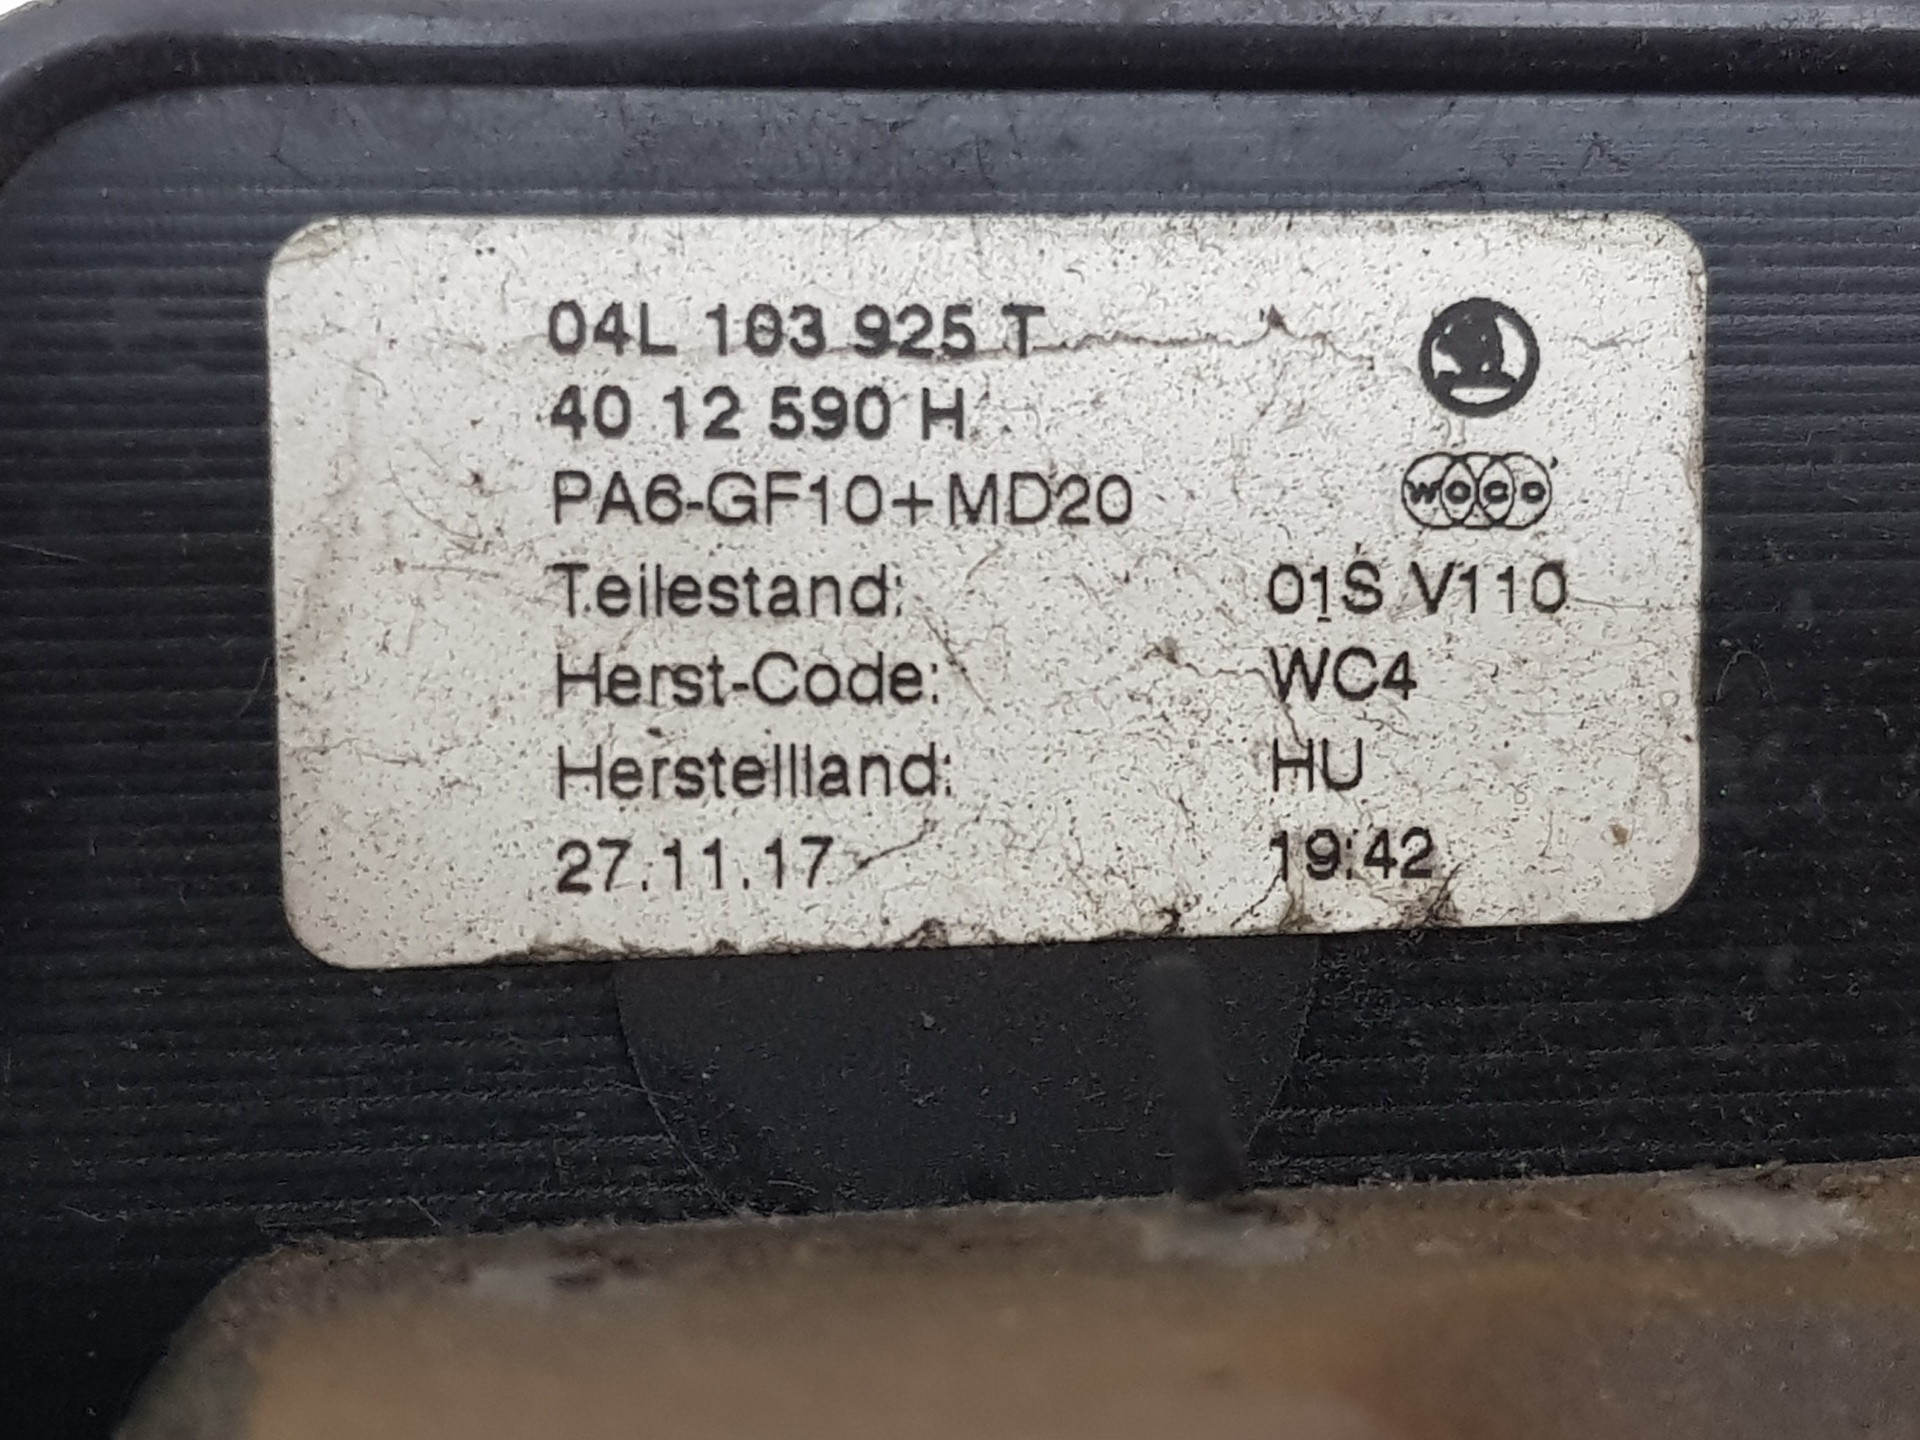 04L 103 925 T
40 12 590 H
PA6-GF10+MD20
WOCO
Teilestand: 01S V110
Herst-Code: WC4
Herstellland: HU
27.11.17 19:42